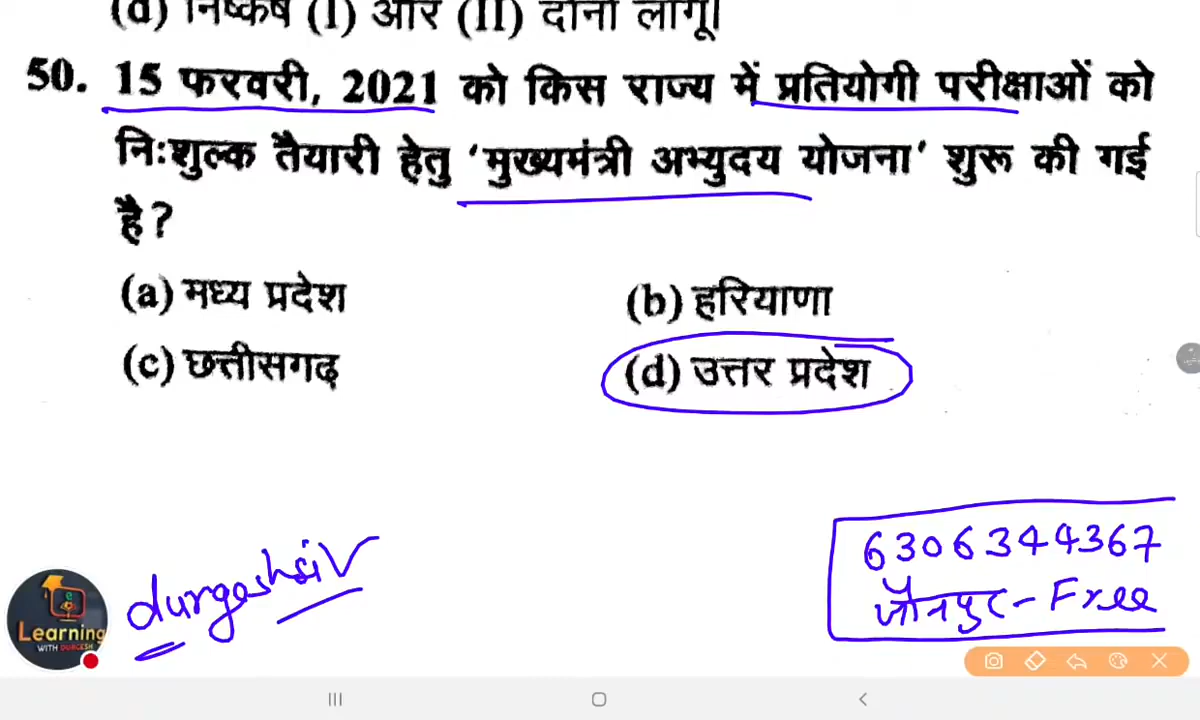 (d) निष्कर्ष (I) और (II) दोनों लागू।
50. 15 फरवरी, 2021 को किस राज्य में प्रतियोगी परीक्षाओं को
निःशुल्क तैयारी हेतु ‘मुख्यमंत्री अभ्युदय योजना’ शुरू की गई
है?
(a) मध्य प्रदेश
(b) हरियाणा
(c) छत्तीसगढ़
(d) उत्तर प्रदेश
durgeshsiv
6306344367
जौनपुर - Free
Learning
WITH DURGESH